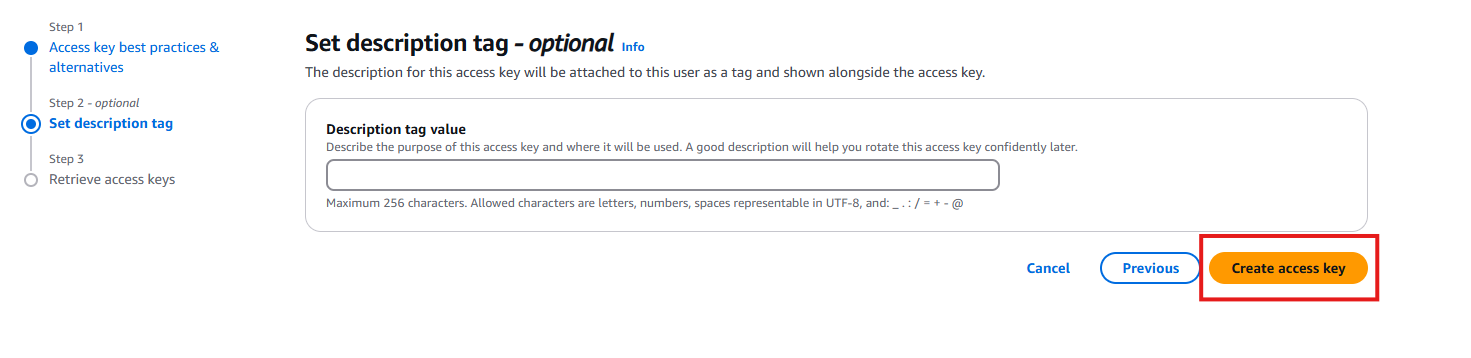 Step 1
Access key best practices &
alternatives
Step 2 - optional
Set description tag
Step 3
Retrieve access keys
Set description tag - optional Info
The description for this access key will be attached to this user as a tag and shown alongside the access key.
Description tag value
Describe the purpose of this access key and where it will be used. A good description will help you rotate this access key confidently later.
Maximum 256 characters. Allowed characters are letters, numbers, spaces representable in UTF-8, and: _ . : / = + - @
Cancel Previous Create access key